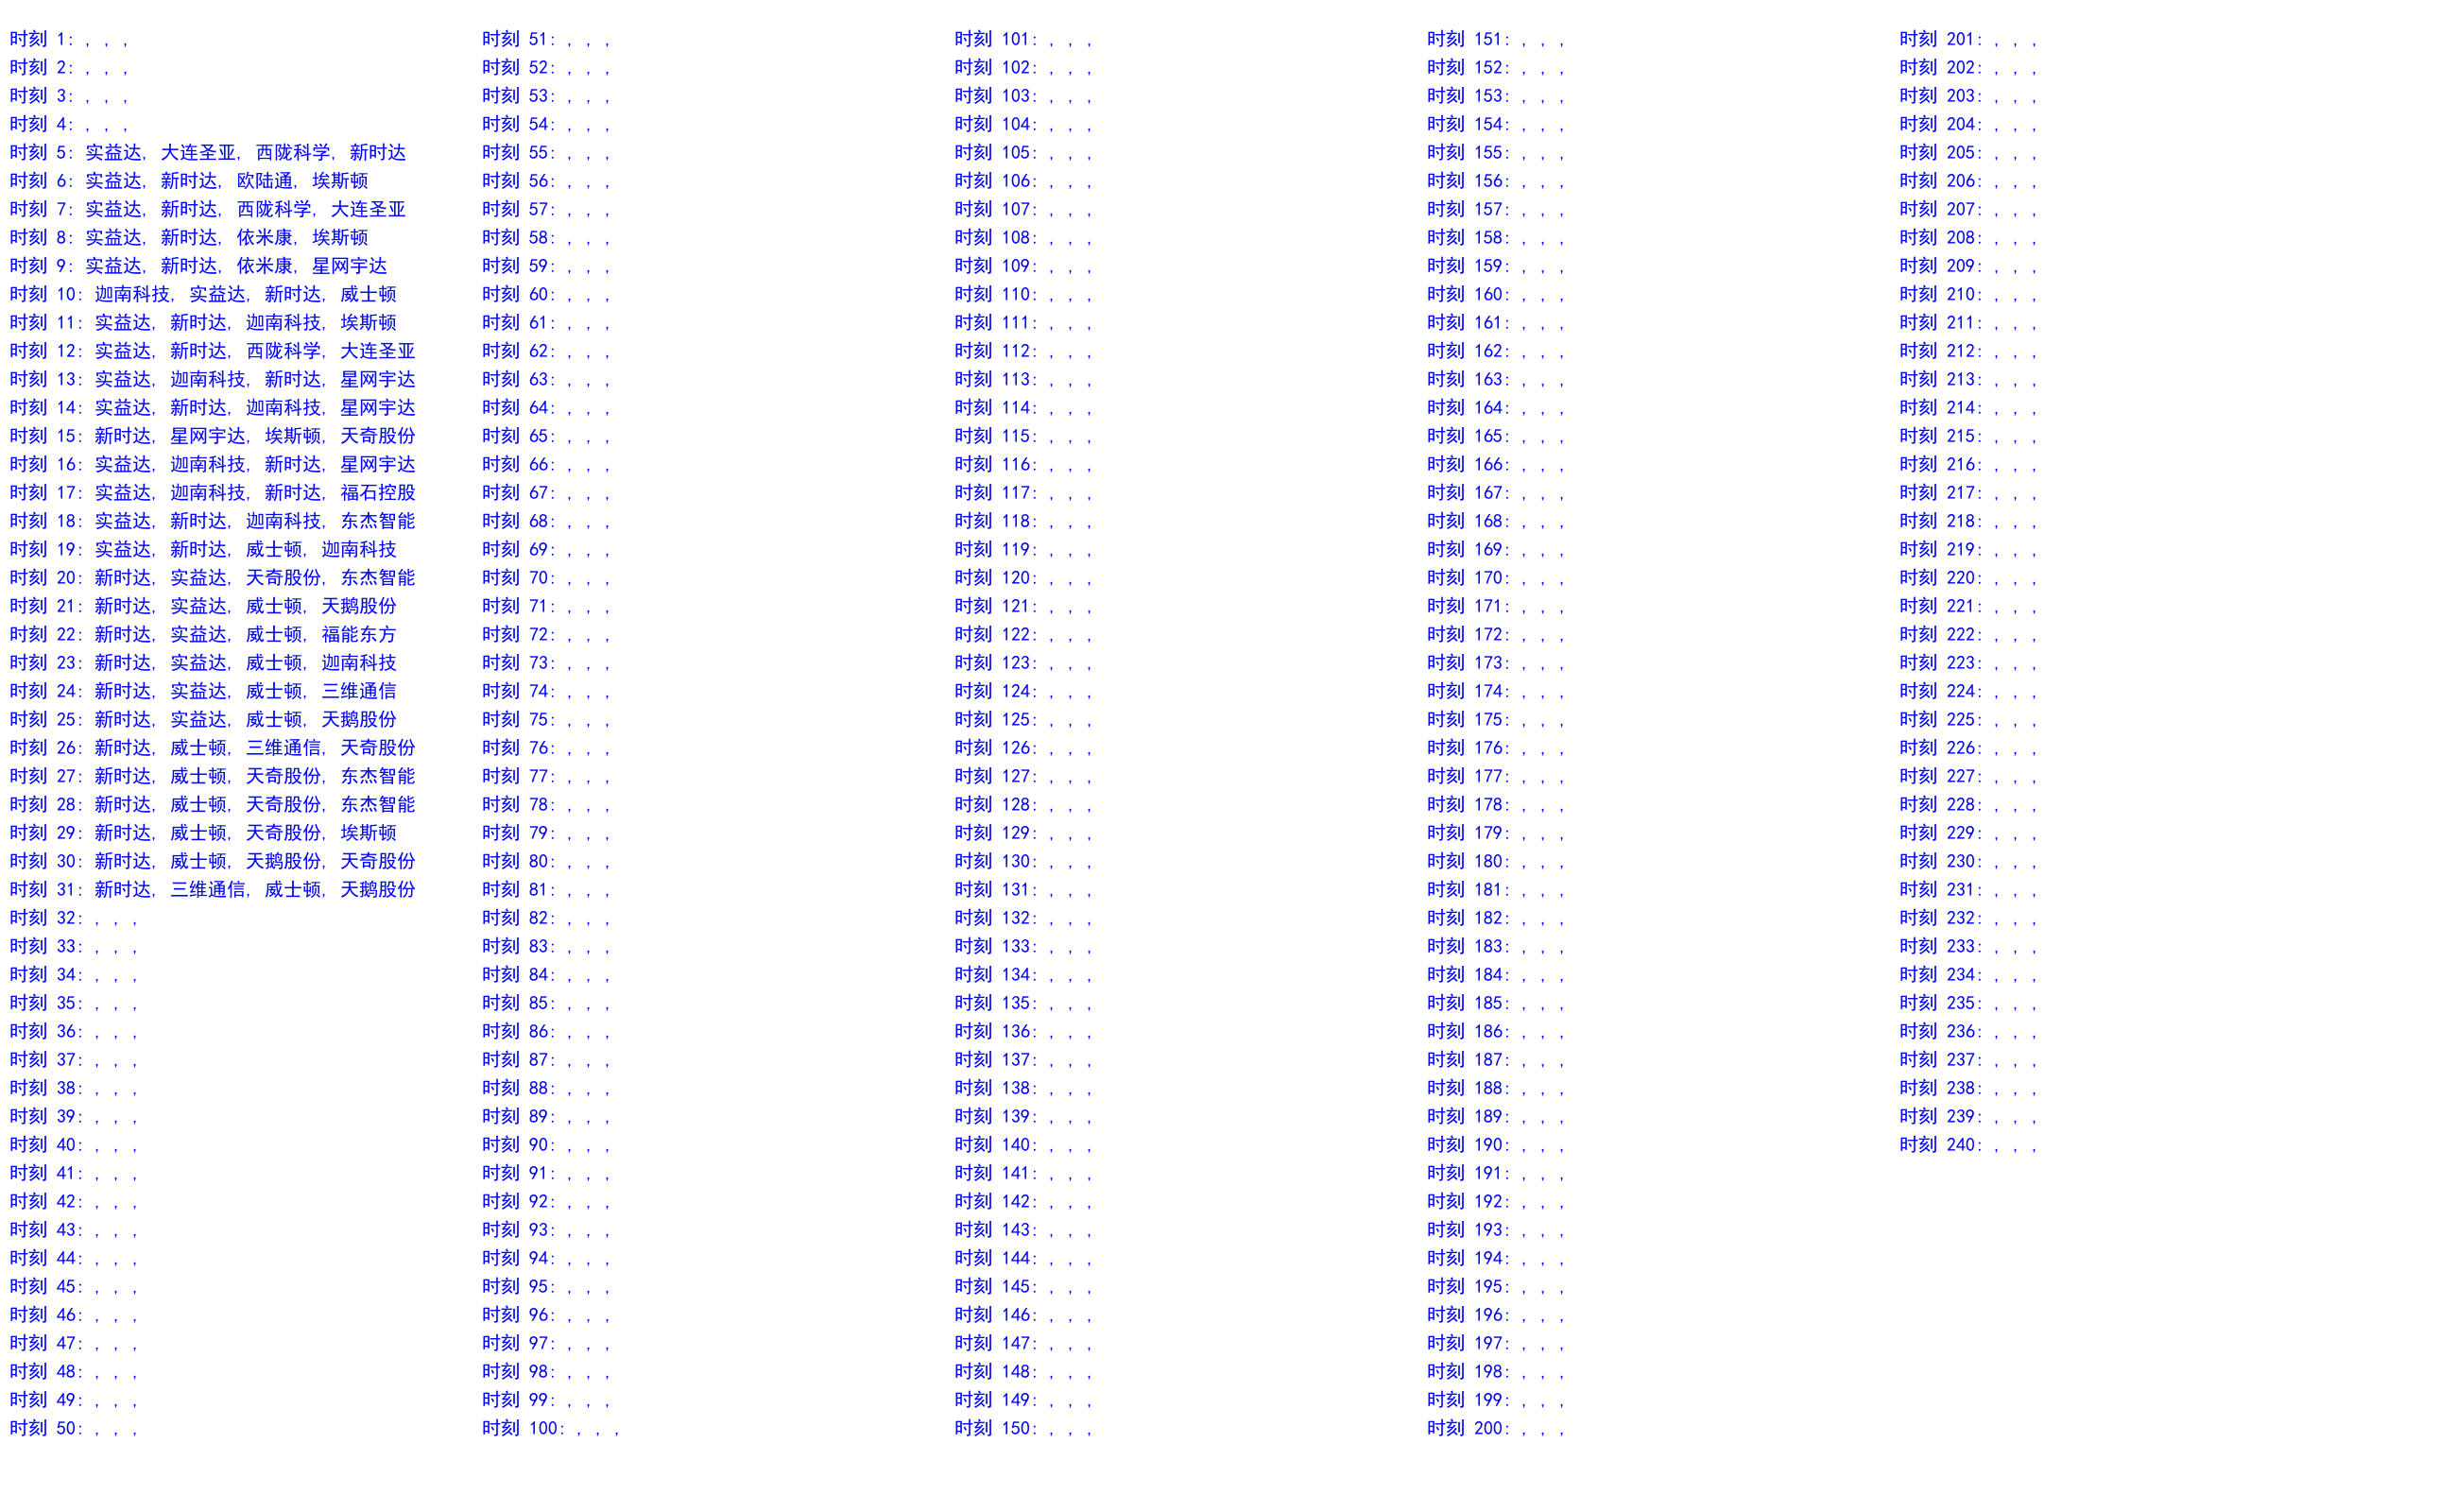 时刻 1: , , ,
时刻 2: , , ,
时刻 3: , , ,
时刻 4: , , ,
时刻 5: 实益达, 大连圣亚, 西陇科学, 新时达
时刻 6: 实益达, 新时达, 欧陆通, 埃斯顿
时刻 7: 实益达, 新时达, 西陇科学, 大连圣亚
时刻 8: 实益达, 新时达, 依米康, 埃斯顿
时刻 9: 实益达, 新时达, 依米康, 星网宇达
时刻 10: 迦南科技, 实益达, 新时达, 威士顿
时刻 11: 实益达, 新时达, 迦南科技, 埃斯顿
时刻 12: 实益达, 新时达, 西陇科学, 大连圣亚
时刻 13: 实益达, 迦南科技, 新时达, 星网宇达
时刻 14: 实益达, 新时达, 迦南科技, 星网宇达
时刻 15: 新时达, 星网宇达, 埃斯顿, 天奇股份
时刻 16: 实益达, 迦南科技, 新时达, 星网宇达
时刻 17: 实益达, 迦南科技, 新时达, 福石控股
时刻 18: 实益达, 新时达, 迦南科技, 东杰智能
时刻 19: 实益达, 新时达, 威士顿, 迦南科技
时刻 20: 新时达, 实益达, 天奇股份, 东杰智能
时刻 21: 新时达, 实益达, 威士顿, 天鹅股份
时刻 22: 新时达, 实益达, 威士顿, 福能东方
时刻 23: 新时达, 实益达, 威士顿, 迦南科技
时刻 24: 新时达, 实益达, 威士顿, 三维通信
时刻 25: 新时达, 实益达, 威士顿, 天鹅股份
时刻 26: 新时达, 威士顿, 三维通信, 天奇股份
时刻 27: 新时达, 威士顿, 天奇股份, 东杰智能
时刻 28: 新时达, 威士顿, 天奇股份, 东杰智能
时刻 29: 新时达, 威士顿, 天奇股份, 埃斯顿
时刻 30: 新时达, 威士顿, 天鹅股份, 天奇股份
时刻 31: 新时达, 三维通信, 威士顿, 天鹅股份
时刻 32: , , ,
时刻 33: , , ,
时刻 34: , , ,
时刻 35: , , ,
时刻 36: , , ,
时刻 37: , , ,
时刻 38: , , ,
时刻 39: , , ,
时刻 40: , , ,
时刻 41: , , ,
时刻 42: , , ,
时刻 43: , , ,
时刻 44: , , ,
时刻 45: , , ,
时刻 46: , , ,
时刻 47: , , ,
时刻 48: , , ,
时刻 49: , , ,
时刻 50: , , ,
时刻 51: , , ,
时刻 52: , , ,
时刻 53: , , ,
时刻 54: , , ,
时刻 55: , , ,
时刻 56: , , ,
时刻 57: , , ,
时刻 58: , , ,
时刻 59: , , ,
时刻 60: , , ,
时刻 61: , , ,
时刻 62: , , ,
时刻 63: , , ,
时刻 64: , , ,
时刻 65: , , ,
时刻 66: , , ,
时刻 67: , , ,
时刻 68: , , ,
时刻 69: , , ,
时刻 70: , , ,
时刻 71: , , ,
时刻 72: , , ,
时刻 73: , , ,
时刻 74: , , ,
时刻 75: , , ,
时刻 76: , , ,
时刻 77: , , ,
时刻 78: , , ,
时刻 79: , , ,
时刻 80: , , ,
时刻 81: , , ,
时刻 82: , , ,
时刻 83: , , ,
时刻 84: , , ,
时刻 85: , , ,
时刻 86: , , ,
时刻 87: , , ,
时刻 88: , , ,
时刻 89: , , ,
时刻 90: , , ,
时刻 91: , , ,
时刻 92: , , ,
时刻 93: , , ,
时刻 94: , , ,
时刻 95: , , ,
时刻 96: , , ,
时刻 97: , , ,
时刻 98: , , ,
时刻 99: , , ,
时刻 100: , , ,
时刻 101: , , ,
时刻 102: , , ,
时刻 103: , , ,
时刻 104: , , ,
时刻 105: , , ,
时刻 106: , , ,
时刻 107: , , ,
时刻 108: , , ,
时刻 109: , , ,
时刻 110: , , ,
时刻 111: , , ,
时刻 112: , , ,
时刻 113: , , ,
时刻 114: , , ,
时刻 115: , , ,
时刻 116: , , ,
时刻 117: , , ,
时刻 118: , , ,
时刻 119: , , ,
时刻 120: , , ,
时刻 121: , , ,
时刻 122: , , ,
时刻 123: , , ,
时刻 124: , , ,
时刻 125: , , ,
时刻 126: , , ,
时刻 127: , , ,
时刻 128: , , ,
时刻 129: , , ,
时刻 130: , , ,
时刻 131: , , ,
时刻 132: , , ,
时刻 133: , , ,
时刻 134: , , ,
时刻 135: , , ,
时刻 136: , , ,
时刻 137: , , ,
时刻 138: , , ,
时刻 139: , , ,
时刻 140: , , ,
时刻 141: , , ,
时刻 142: , , ,
时刻 143: , , ,
时刻 144: , , ,
时刻 145: , , ,
时刻 146: , , ,
时刻 147: , , ,
时刻 148: , , ,
时刻 149: , , ,
时刻 150: , , ,
时刻 151: , , ,
时刻 152: , , ,
时刻 153: , , ,
时刻 154: , , ,
时刻 155: , , ,
时刻 156: , , ,
时刻 157: , , ,
时刻 158: , , ,
时刻 159: , , ,
时刻 160: , , ,
时刻 161: , , ,
时刻 162: , , ,
时刻 163: , , ,
时刻 164: , , ,
时刻 165: , , ,
时刻 166: , , ,
时刻 167: , , ,
时刻 168: , , ,
时刻 169: , , ,
时刻 170: , , ,
时刻 171: , , ,
时刻 172: , , ,
时刻 173: , , ,
时刻 174: , , ,
时刻 175: , , ,
时刻 176: , , ,
时刻 177: , , ,
时刻 178: , , ,
时刻 179: , , ,
时刻 180: , , ,
时刻 181: , , ,
时刻 182: , , ,
时刻 183: , , ,
时刻 184: , , ,
时刻 185: , , ,
时刻 186: , , ,
时刻 187: , , ,
时刻 188: , , ,
时刻 189: , , ,
时刻 190: , , ,
时刻 191: , , ,
时刻 192: , , ,
时刻 193: , , ,
时刻 194: , , ,
时刻 195: , , ,
时刻 196: , , ,
时刻 197: , , ,
时刻 198: , , ,
时刻 199: , , ,
时刻 200: , , ,
时刻 201: , , ,
时刻 202: , , ,
时刻 203: , , ,
时刻 204: , , ,
时刻 205: , , ,
时刻 206: , , ,
时刻 207: , , ,
时刻 208: , , ,
时刻 209: , , ,
时刻 210: , , ,
时刻 211: , , ,
时刻 212: , , ,
时刻 213: , , ,
时刻 214: , , ,
时刻 215: , , ,
时刻 216: , , ,
时刻 217: , , ,
时刻 218: , , ,
时刻 219: , , ,
时刻 220: , , ,
时刻 221: , , ,
时刻 222: , , ,
时刻 223: , , ,
时刻 224: , , ,
时刻 225: , , ,
时刻 226: , , ,
时刻 227: , , ,
时刻 228: , , ,
时刻 229: , , ,
时刻 230: , , ,
时刻 231: , , ,
时刻 232: , , ,
时刻 233: , , ,
时刻 234: , , ,
时刻 235: , , ,
时刻 236: , , ,
时刻 237: , , ,
时刻 238: , , ,
时刻 239: , , ,
时刻 240: , , ,